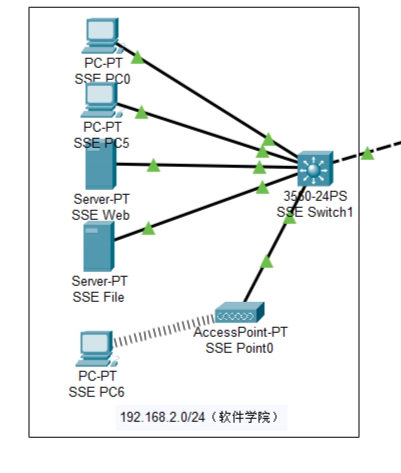 PC-PT
SSE PC0
PC-PT
SSE PC5
Server-PT
SSE Web
3560-24PS
SSE Switch1
Server-PT
SSE File
AccessPoint-PT
SSE Point0
PC-PT
SSE PC6
192.168.2.0/24（软件学院）